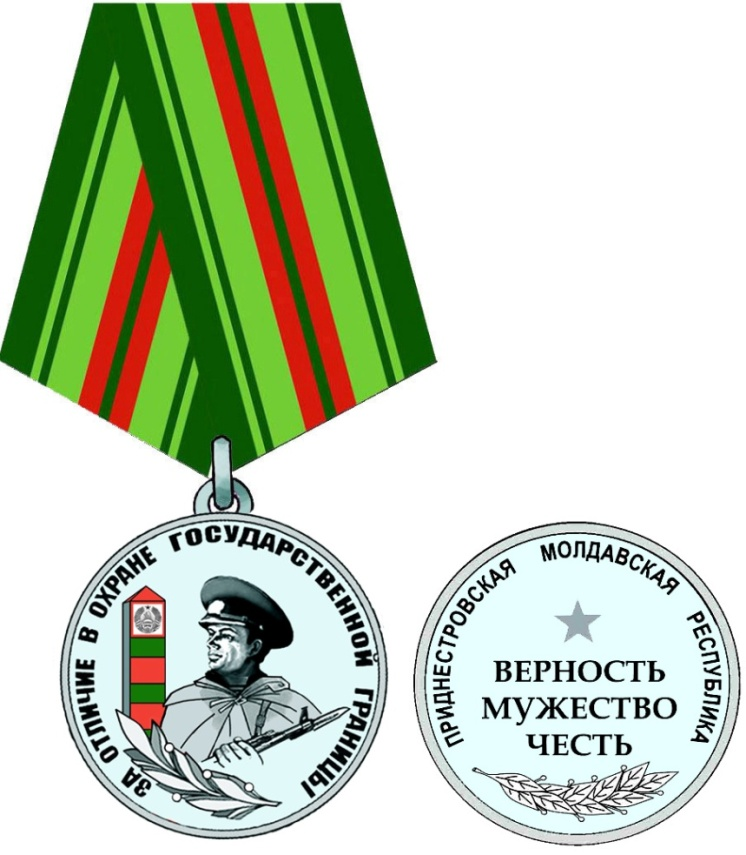 ЗА ОТЛИЧИЕ В ОХРАНЕ ГОСУДАРСТВЕННОЙ ГРАНИЦЫ
ПРИДНЕСТРОВСКАЯ МОЛДАВСКАЯ РЕСПУБЛИКА
ВЕРНОСТЬ
МУЖЕСТВО
ЧЕСТЬ